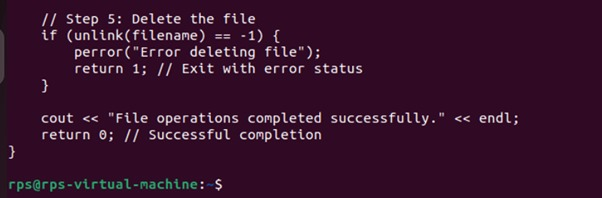 // Step 5: Delete the file
if (unlink(filename) == -1) {
perror("Error deleting file");
return 1; // Exit with error status
}
cout << "File operations completed successfully." << endl;
return 0; // Successful completion
}
rps@rps-virtual-machine:~$